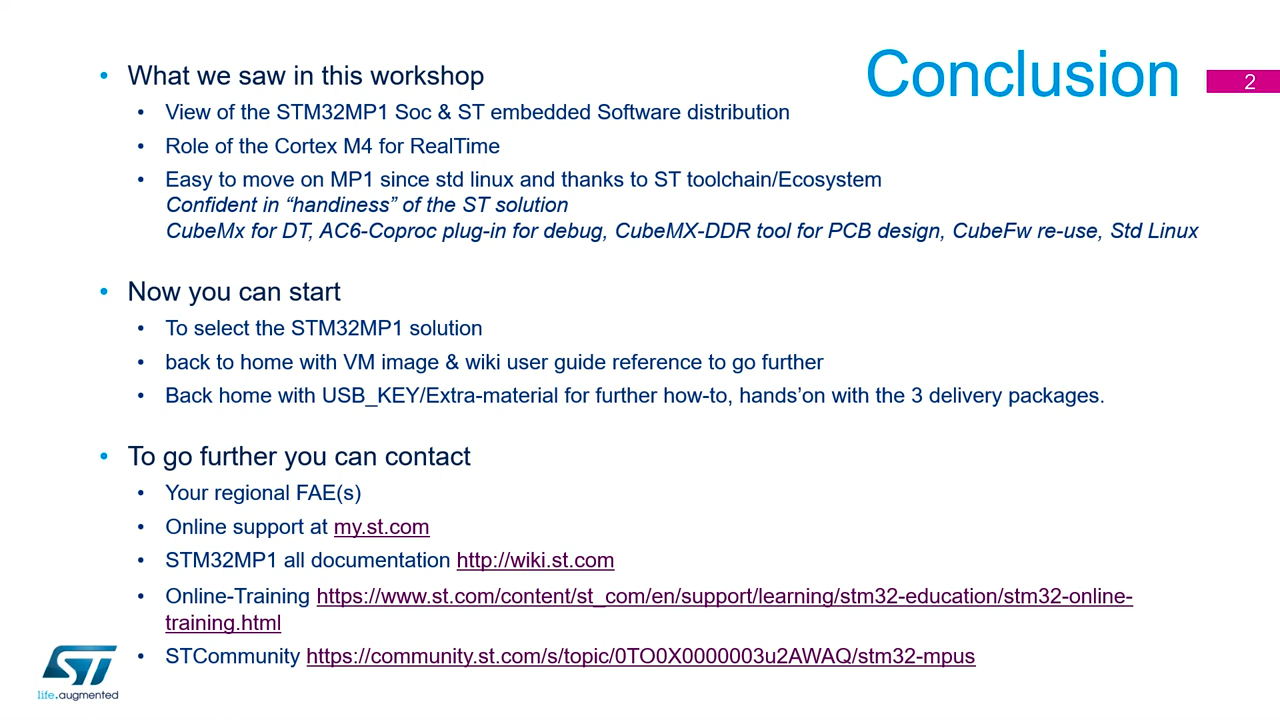 Conclusion
2
• What we saw in this workshop
• View of the STM32MP1 Soc & ST embedded Software distribution
• Role of the Cortex M4 for RealTime
• Easy to move on MP1 since std linux and thanks to ST toolchain/Ecosystem
Confident in “handiness” of the ST solution
CubeMx for DT, AC6-Coproc plug-in for debug, CubeMX-DDR tool for PCB design, CubeFw re-use, Std Linux
• Now you can start
• To select the STM32MP1 solution
• back to home with VM image & wiki user guide reference to go further
• Back home with USB_KEY/Extra-material for further how-to, hands’on with the 3 delivery packages.
• To go further you can contact
• Your regional FAE(s)
• Online support at my.st.com
• STM32MP1 all documentation http://wiki.st.com
• Online-Training https://www.st.com/content/st_com/en/support/learning/stm32-education/stm32-online-
training.html
• STCommunity https://community.st.com/s/topic/0TO0X0000003u2AWAQ/stm32-mpus
ST
life.augmented